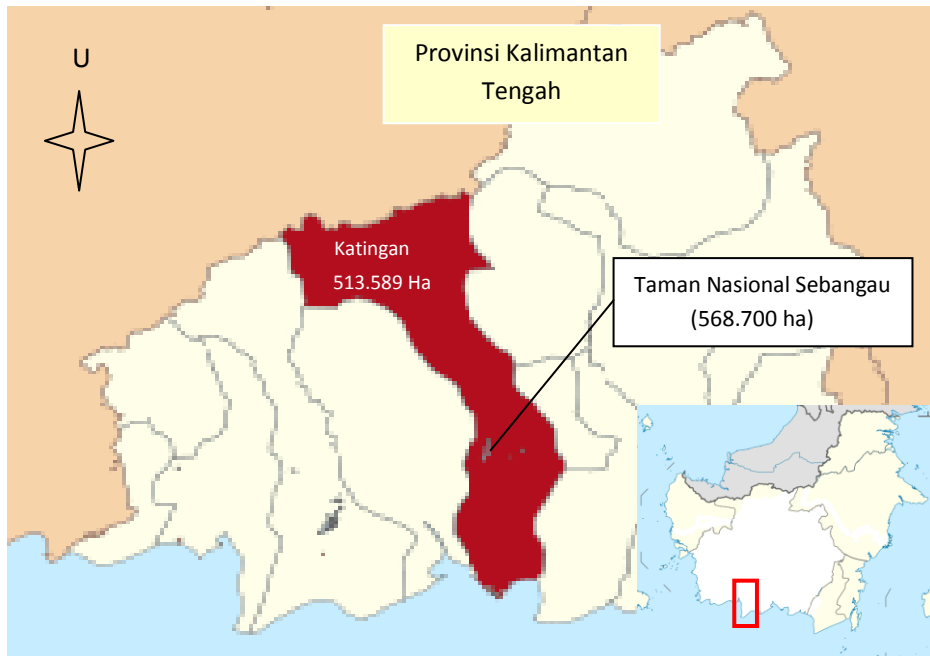 U
Provinsi Kalimantan
Tengah
Katingan
513.589 Ha
Taman Nasional Sebangau
(568.700 ha)